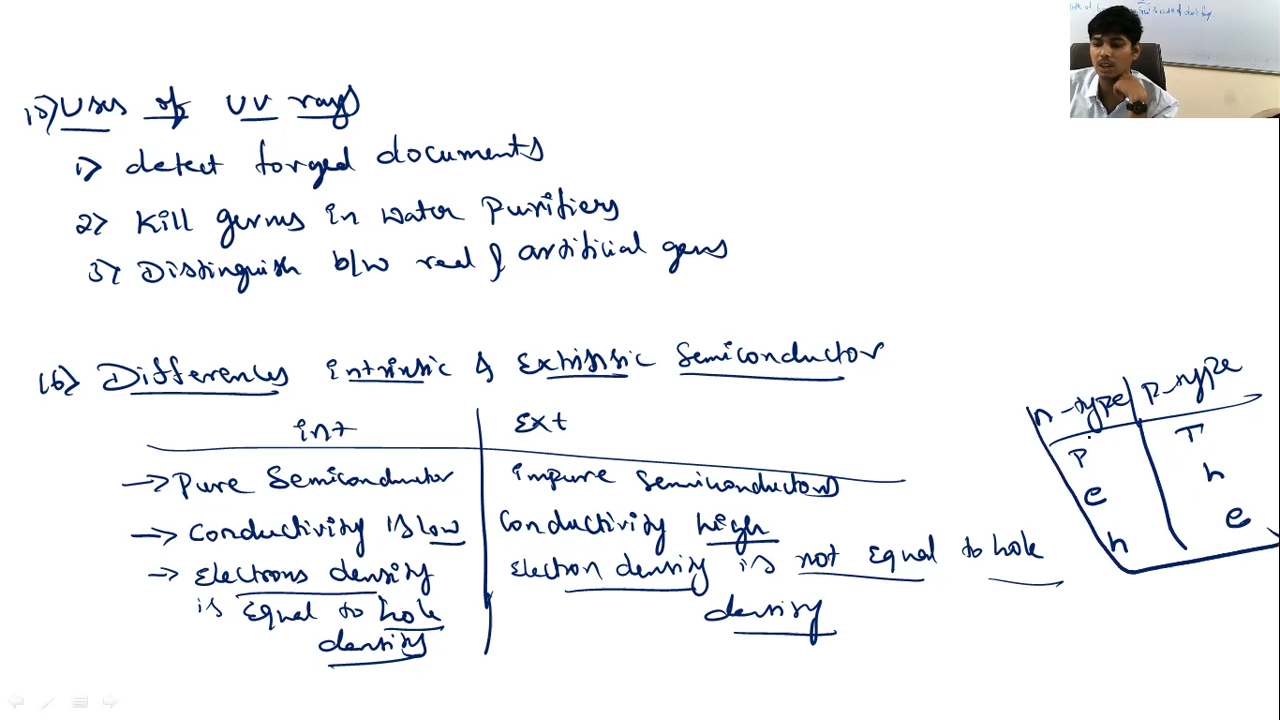 15) Uses of UV rays
1) detect forged documents
2) Kill germs in water Purifiers
3) Distinguish b/w real & artificial gems
16) Differences intrinsic & Extrinsic Semiconductor
int Ext
→ Pure Semiconductor impure semiconductors
→ Conductivity is low Conductivity high
→ Electrons density Electron density is not equal to hole
is equal to hole density
density
n-type p-type
P T
e h
h e